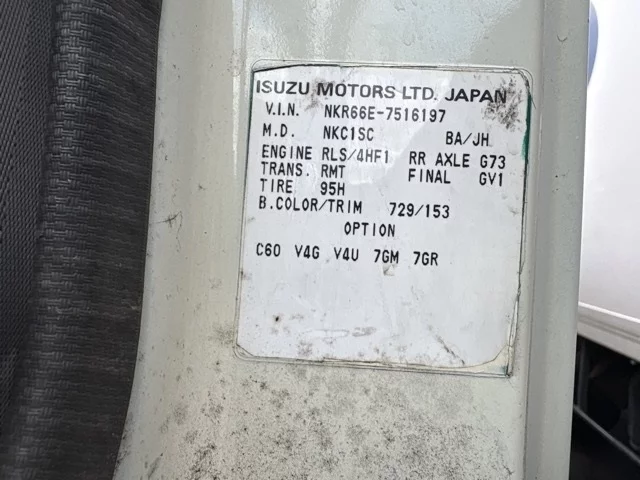 ISUZU MOTORS LTD. JAPAN
V.I.N. NKR66E-7516197
M.D. NKC1SC BA/JH
ENGINE RLS/4HF1 RR AXLE G73
TRANS. RMT FINAL GV1
TIRE 95H
B.COLOR/TRIM 729/153
OPTION
C60 V4G V4U 7GM 7GR